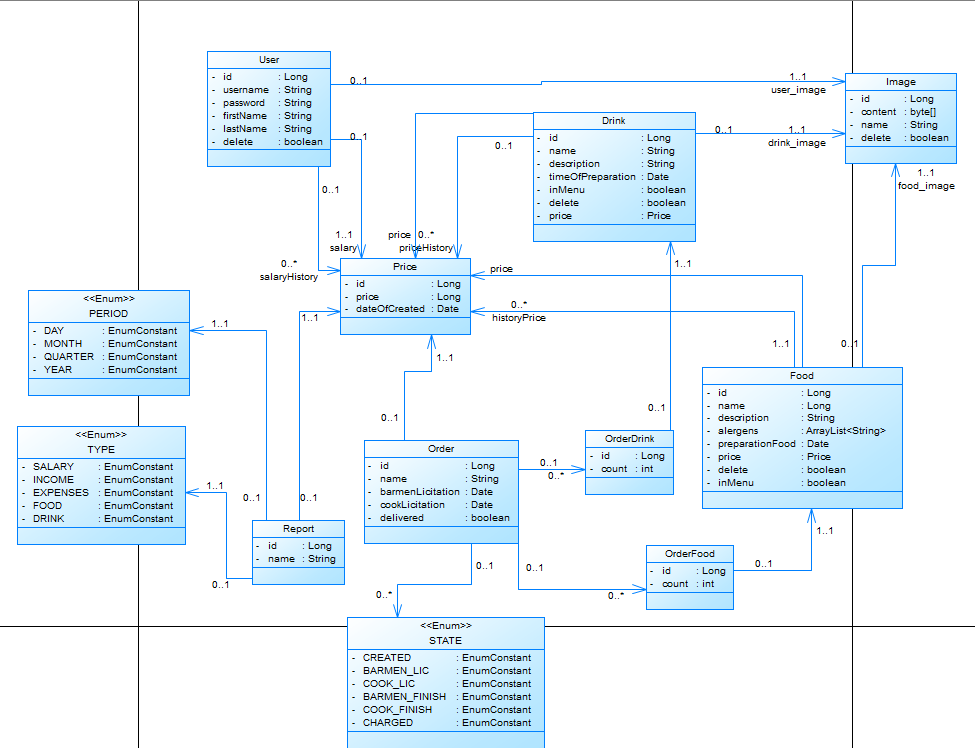 User
- id : Long
- username : String
- password : String
- firstName : String
- lastName : String
- delete : boolean
0..1
1..1
user_image
Image
- id : Long
- content : byte[]
- name : String
- delete : boolean
Drink
- id : Long
- name : String
- description : String
- timeOfPreparation : Date
- inMenu : boolean
- delete : boolean
- price : Price
0..1
1..1
drink_image
1..1
food_image
0..1
0..1
0..1
1..1
salary
price
0..*
priceHistory
0..*
salaryHistory
Price
- id : Long
- price : Long
- dateOfCreated : Date
1..1
price
0..*
historyPrice
1..1
0..1
<<Enum>>
PERIOD
- DAY : EnumConstant
- MONTH : EnumConstant
- QUARTER : EnumConstant
- YEAR : EnumConstant
1..1
1..1
1..1
0..1
0..1
Food
- id : Long
- name : Long
- description : String
- alergens : ArrayList<String>
- preparationFood : Date
- price : Price
- delete : boolean
- inMenu : boolean
<<Enum>>
TYPE
- SALARY : EnumConstant
- INCOME : EnumConstant
- EXPENSES : EnumConstant
- FOOD : EnumConstant
- DRINK : EnumConstant
1..1
0..1
0..1
0..1
Order
- id : Long
- name : String
- barmenLicitation : Date
- cookLicitation : Date
- delivered : boolean
0..1
0..*
OrderDrink
- id : Long
- count : int
Report
- id : Long
- name : String
1..1
0..1
0..1
0..*
0..*
OrderFood
- id : Long
- count : int
0..1
<<Enum>>
STATE
- CREATED : EnumConstant
- BARMEN_LIC : EnumConstant
- COOK_LIC : EnumConstant
- BARMEN_FINISH : EnumConstant
- COOK_FINISH : EnumConstant
- CHARGED : EnumConstant